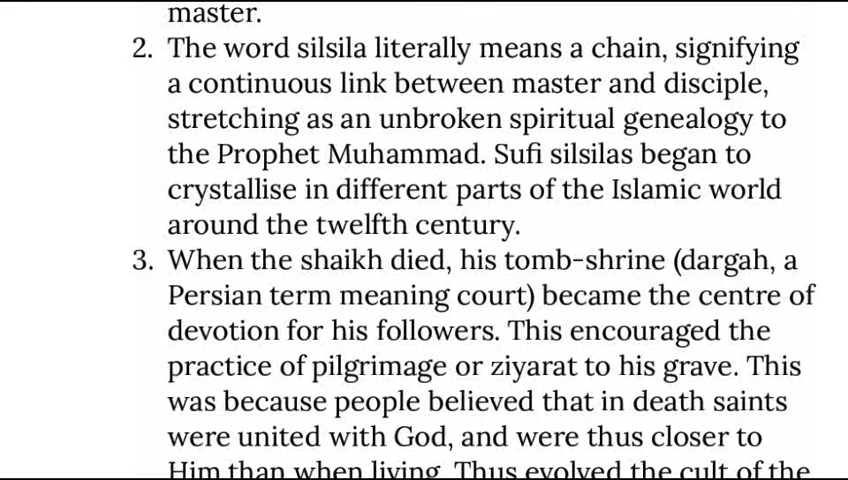 master.
2. The word silsila literally means a chain, signifying
a continuous link between master and disciple,
stretching as an unbroken spiritual genealogy to
the Prophet Muhammad. Sufi silsilas began to
crystallise in different parts of the Islamic world
around the twelfth century.
3. When the shaikh died, his tomb-shrine (dargah, a
Persian term meaning court) became the centre of
devotion for his followers. This encouraged the
practice of pilgrimage or ziyarat to his grave. This
was because people believed that in death saints
were united with God, and were thus closer to
Him than when living. Thus evolved the cult of the